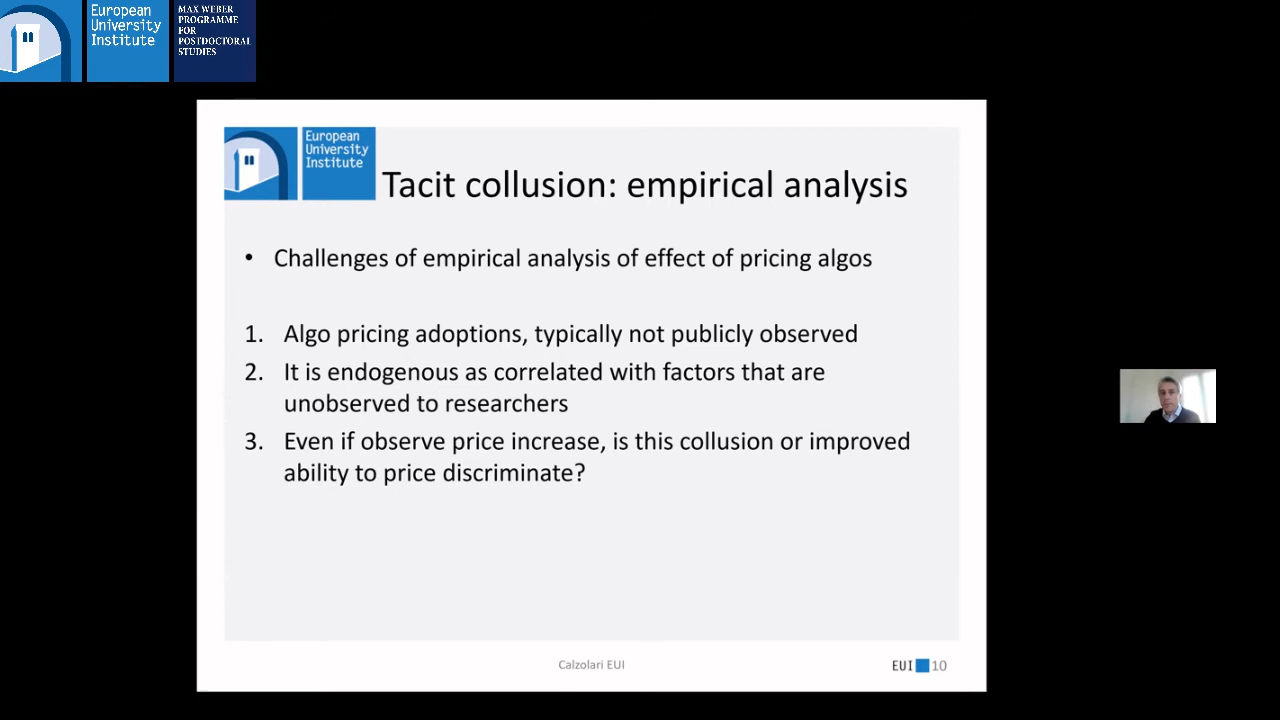 European
University
Institute
MAX WEBER
PROGRAMME
FOR
POSTDOCTORAL
STUDIES
European
University
Institute
Tacit collusion: empirical analysis
• Challenges of empirical analysis of effect of pricing algos
1. Algo pricing adoptions, typically not publicly observed
2. It is endogenous as correlated with factors that are
unobserved to researchers
3. Even if observe price increase, is this collusion or improved
ability to price discriminate?
Calzolari EUI
EUI 10